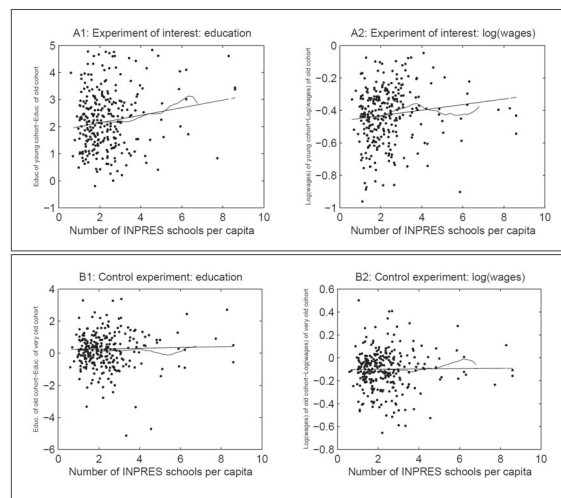 A1: Experiment of interest: education
Educ. of young cohort−Educ. of old cohort
5
4
3
2
1
0
−1
0 2 4 6 8 10
Number of INPRES schools per capita
A2: Experiment of interest: log(wages)
Log(wages) of young cohort−Log(wages) of old cohort
0
−0.2
−0.4
−0.6
−0.8
−1
0 2 4 6 8 10
Number of INPRES schools per capita
B1: Control experiment: education
Educ. of old cohort−Educ. of very old cohort
4
2
0
−2
−4
−6
0 2 4 6 8 10
Number of INPRES schools per capita
B2: Control experiment: log(wages)
Log(wages) of old cohort−Log(wages) of very old cohort
0.6
0.4
0.2
0
−0.2
−0.4
−0.6
−0.8
0 2 4 6 8 10
Number of INPRES schools per capita